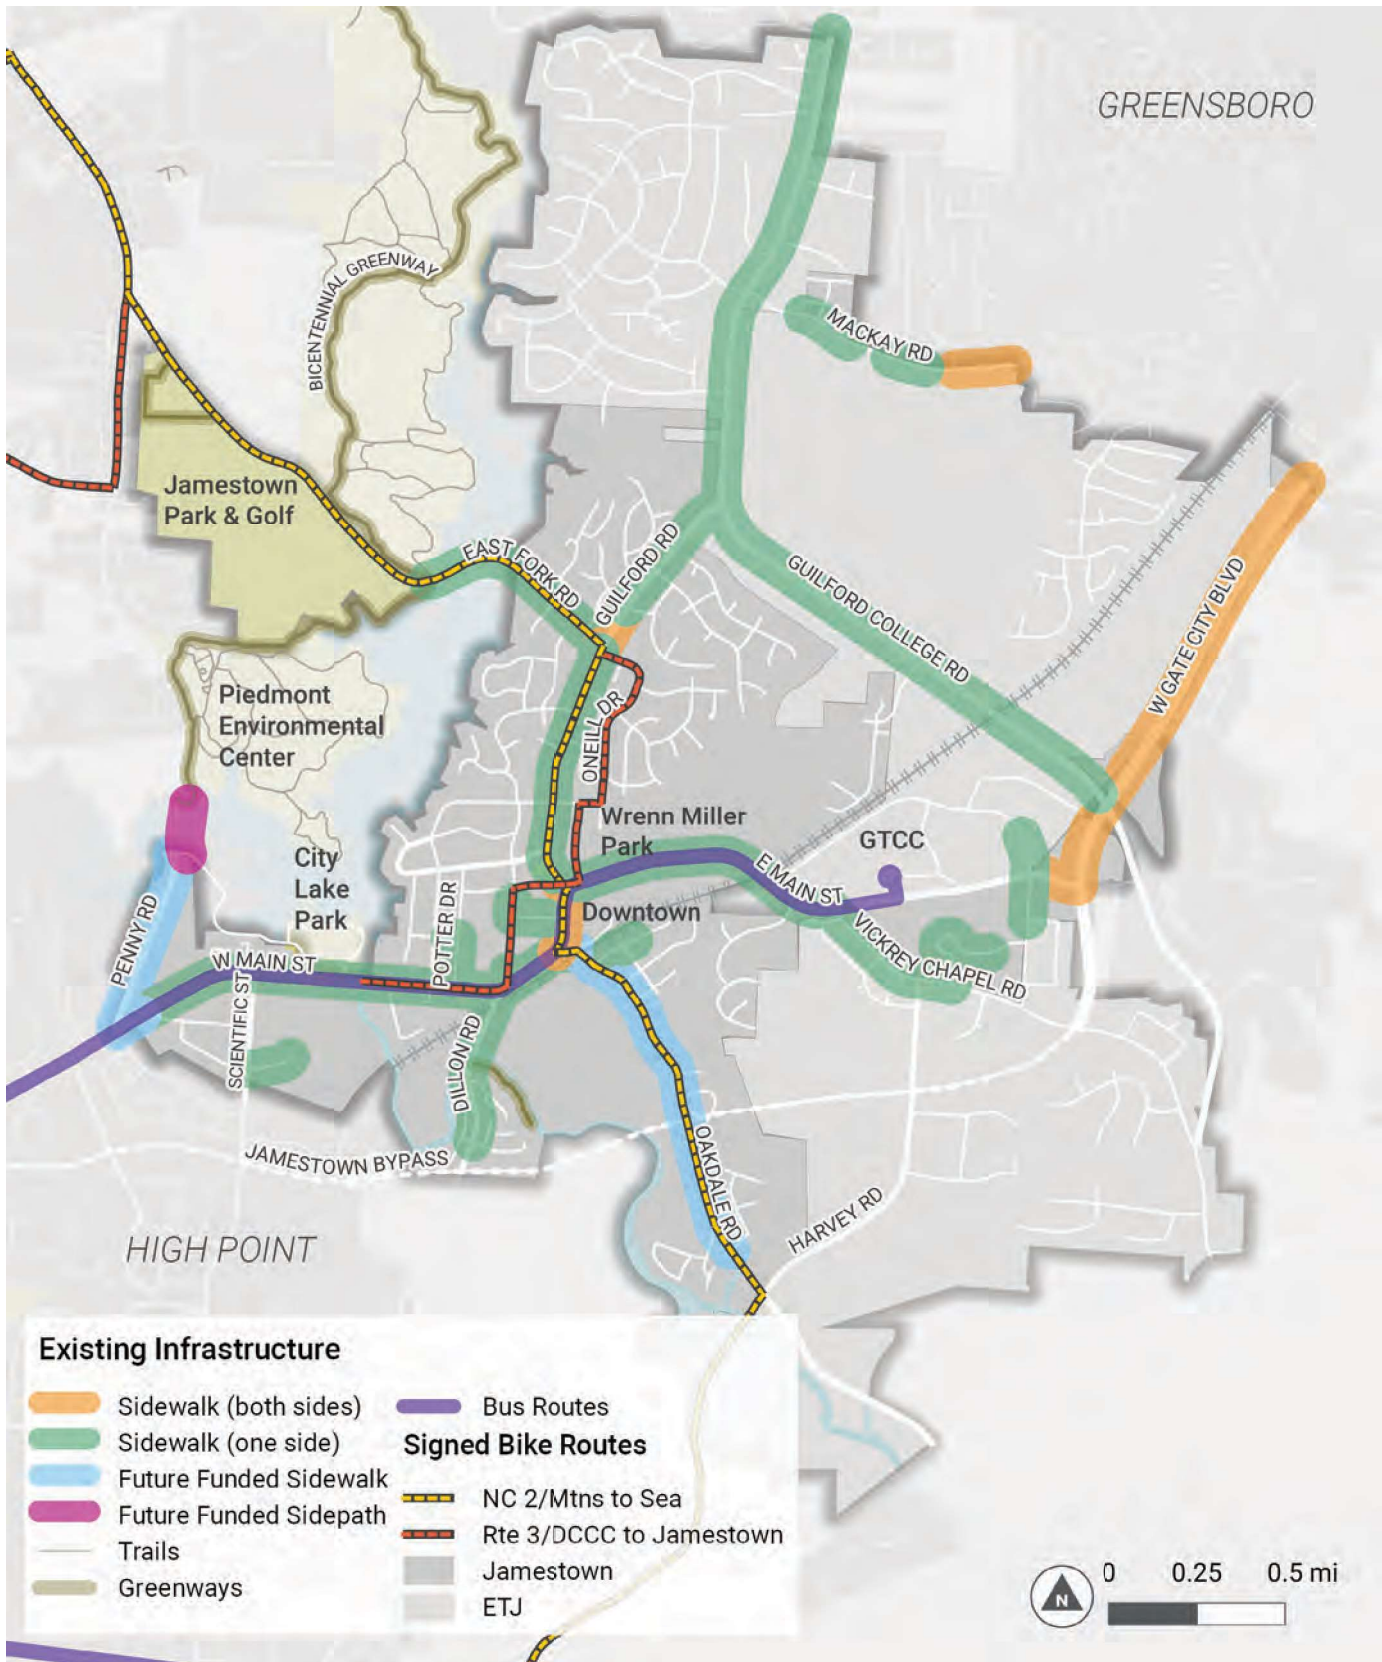 GREENSBORO
BICENTENNIAL GREENWAY
MACKAY RD
Jamestown
Park & Golf
EAST FORK RD
GUILFORD RD
GUILFORD COLLEGE RD
W GATE CITY BLVD
Piedmont
Environmental
Center
ONEILL DR
Wrenn Miller
Park
GTCC
E MAIN ST
City
Lake
Park
POTTER DR
Downtown
PENNY RD
W MAIN ST
VICKREY CHAPEL RD
SCIENTIFIC ST
DILLON RD
JAMESTOWN BYPASS
OAKDALE RD
HARVEY RD
HIGH POINT
Existing Infrastructure
Sidewalk (both sides)
Sidewalk (one side)
Future Funded Sidewalk
Future Funded Sidepath
Trails
Greenways
Bus Routes
Signed Bike Routes
NC 2/Mtns to Sea
Rte 3/DCCC to Jamestown
Jamestown
ETJ
N
0 0.25 0.5 mi